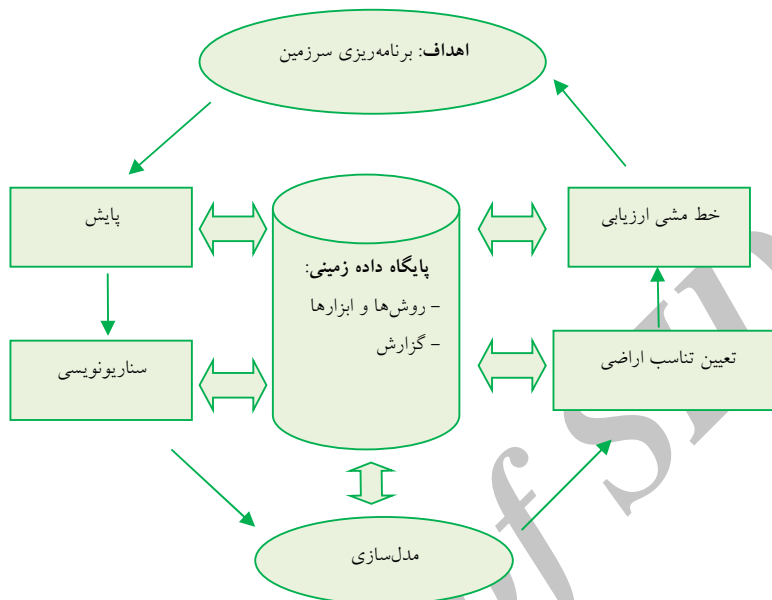 اهداف: برنامه‌ریزی سرزمین
خط مشی ارزیابی
پایش
پایگاه داده زمینی:
- روش‌ها و ابزارها
- گزارش
تعیین تناسب اراضی
سناریونویسی
مدل‌سازی